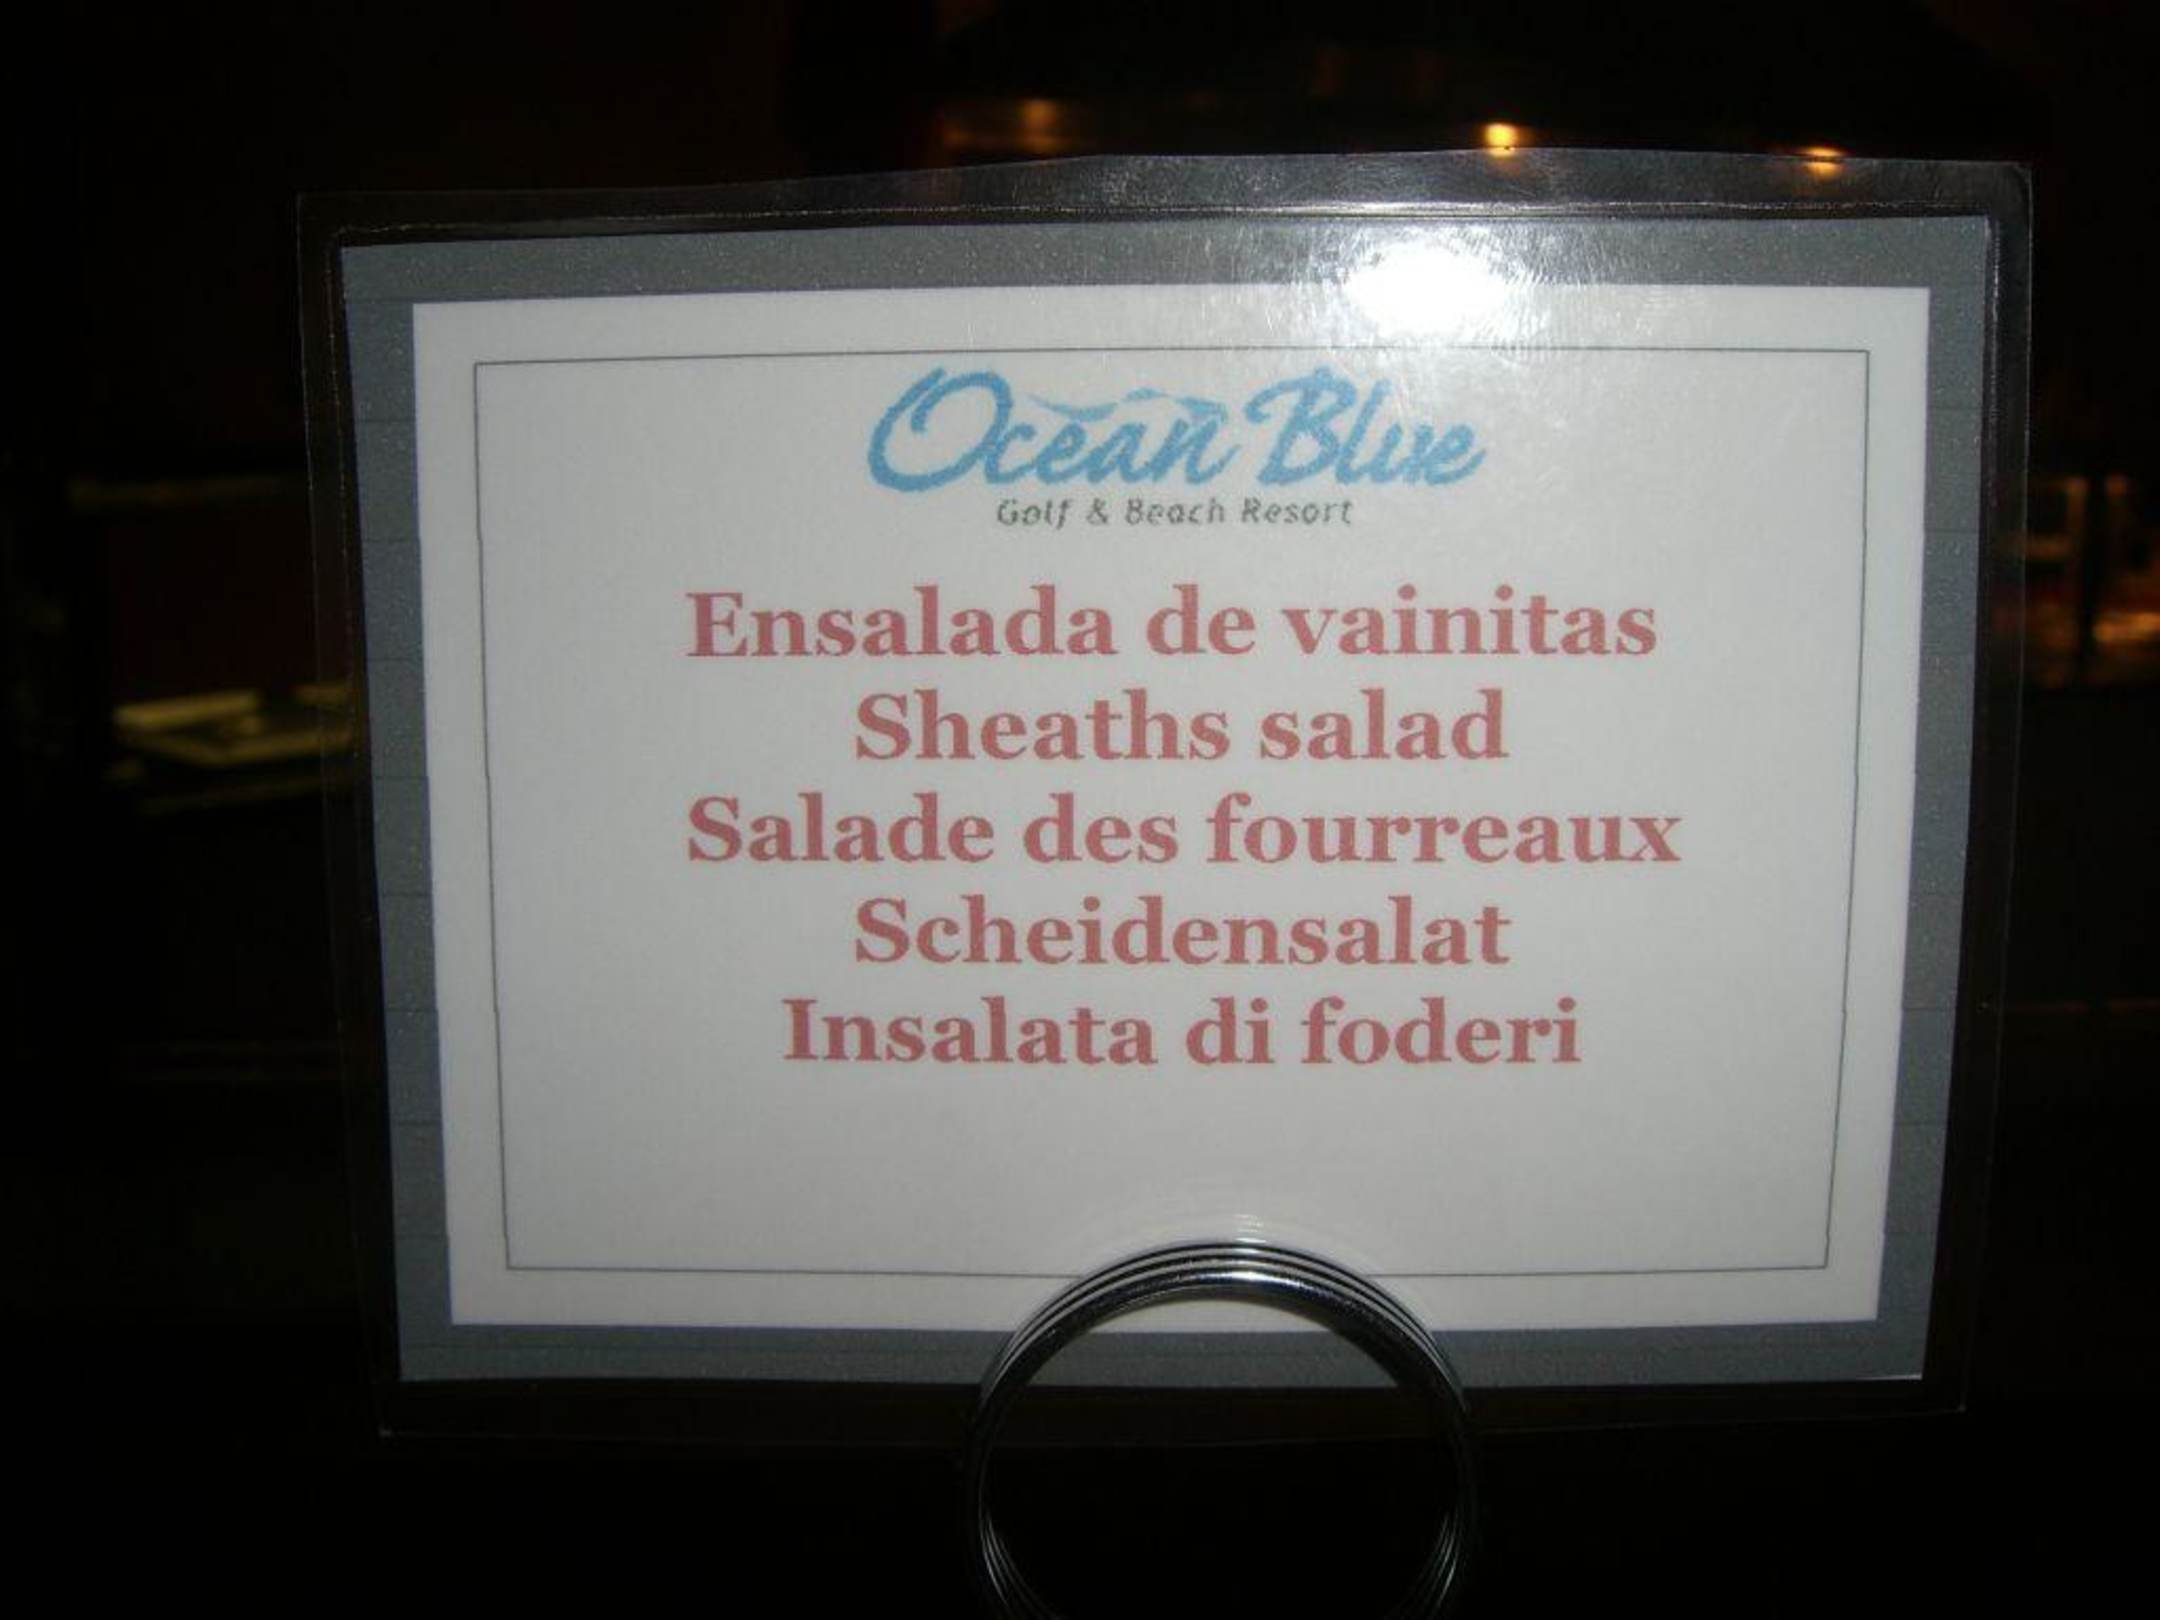 Ocean Blue
Golf & Beach Resort
Ensalada de vainitas
Sheaths salad
Salade des fourreaux
Scheidensalat
Insalata di foderi